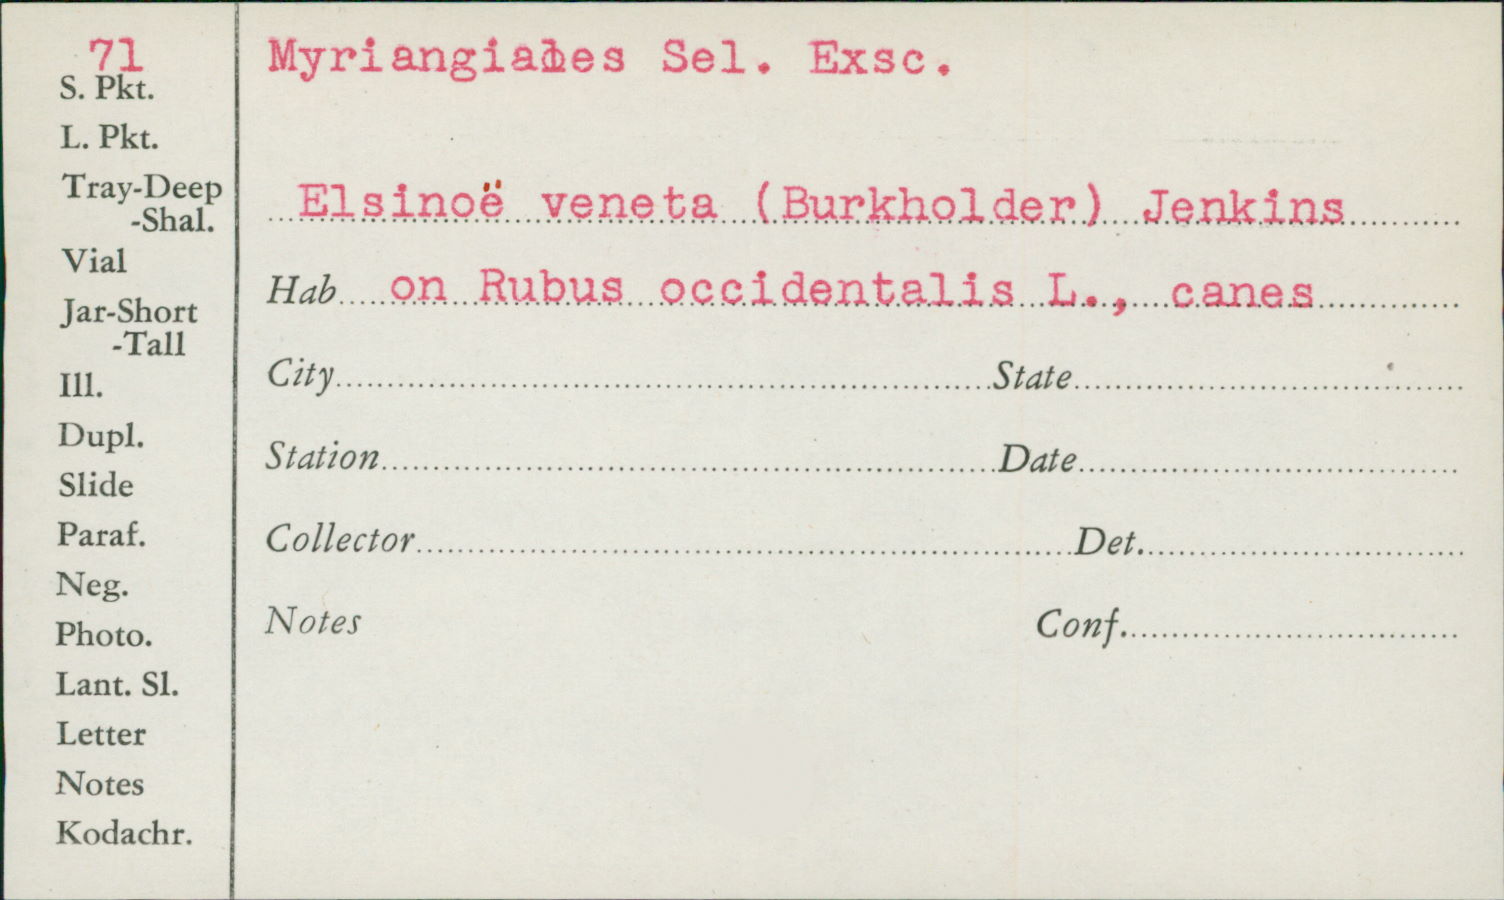 71
S. Pkt.
L. Pkt.
Tray-Deep
-Shal.
Vial
Jar-Short
-Tall
Ill.
Dupl.
Slide
Paraf.
Neg.
Photo.
Lant. Sl.
Letter
Notes
Kodachr.
Myriangiales Sel. Exsc.
Elsinoë veneta (Burkholder) Jenkins
Hab on Rubus occidentalis L., canes
City State
Station Date
Collector Det.
Notes Conf.